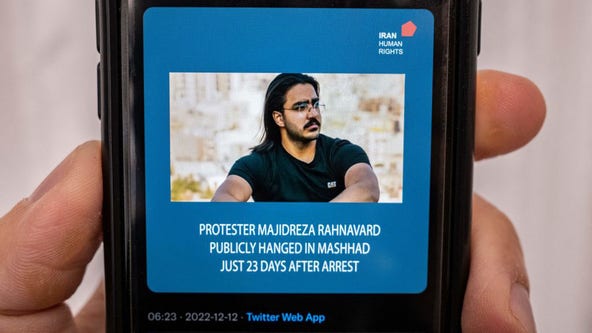 IRAN
HUMAN
RIGHTS
CAT
PROTESTER MAJIDREZA RAHNAVARD
PUBLICLY HANGED IN MASHHAD
JUST 23 DAYS AFTER ARREST
06:23 · 2022-12-12 · Twitter Web App